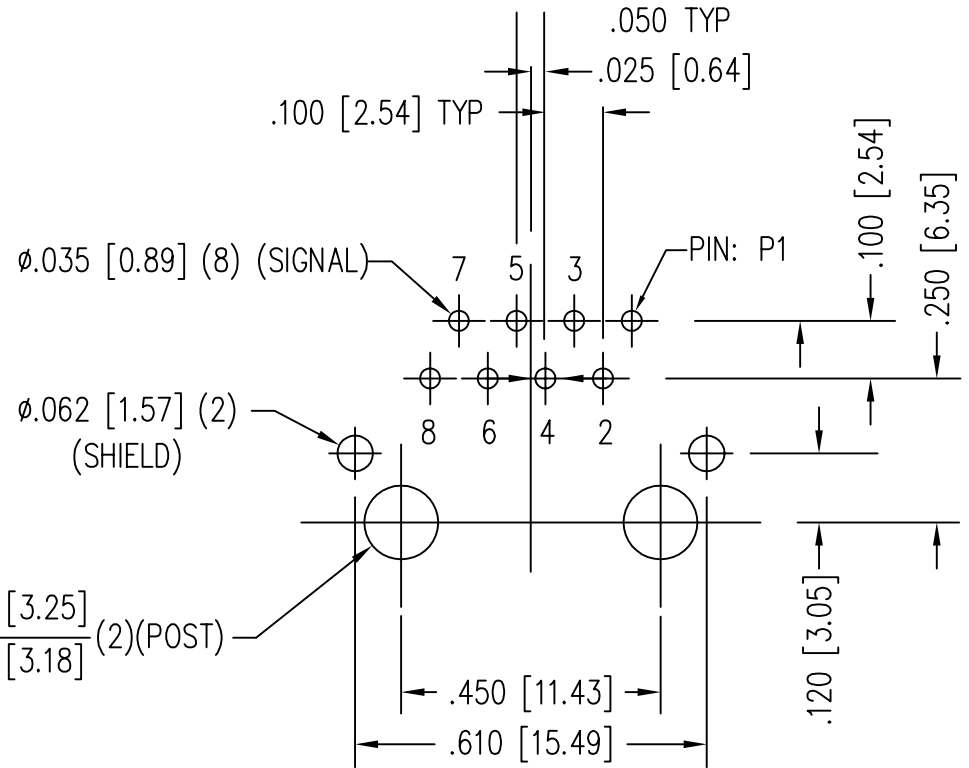 .050 TYP
.025 [0.64]
.100 [2.54] TYP
.100 [2.54]
.250 [6.35]
ø.035 [0.89] (8) (SIGNAL)
7 5 3
PIN: P1
ø.062 [1.57] (2)
(SHIELD)
8 6 4 2
[3.25]
[3.18]
(2)(POST)
.120 [3.05]
.450 [11.43]
.610 [15.49]